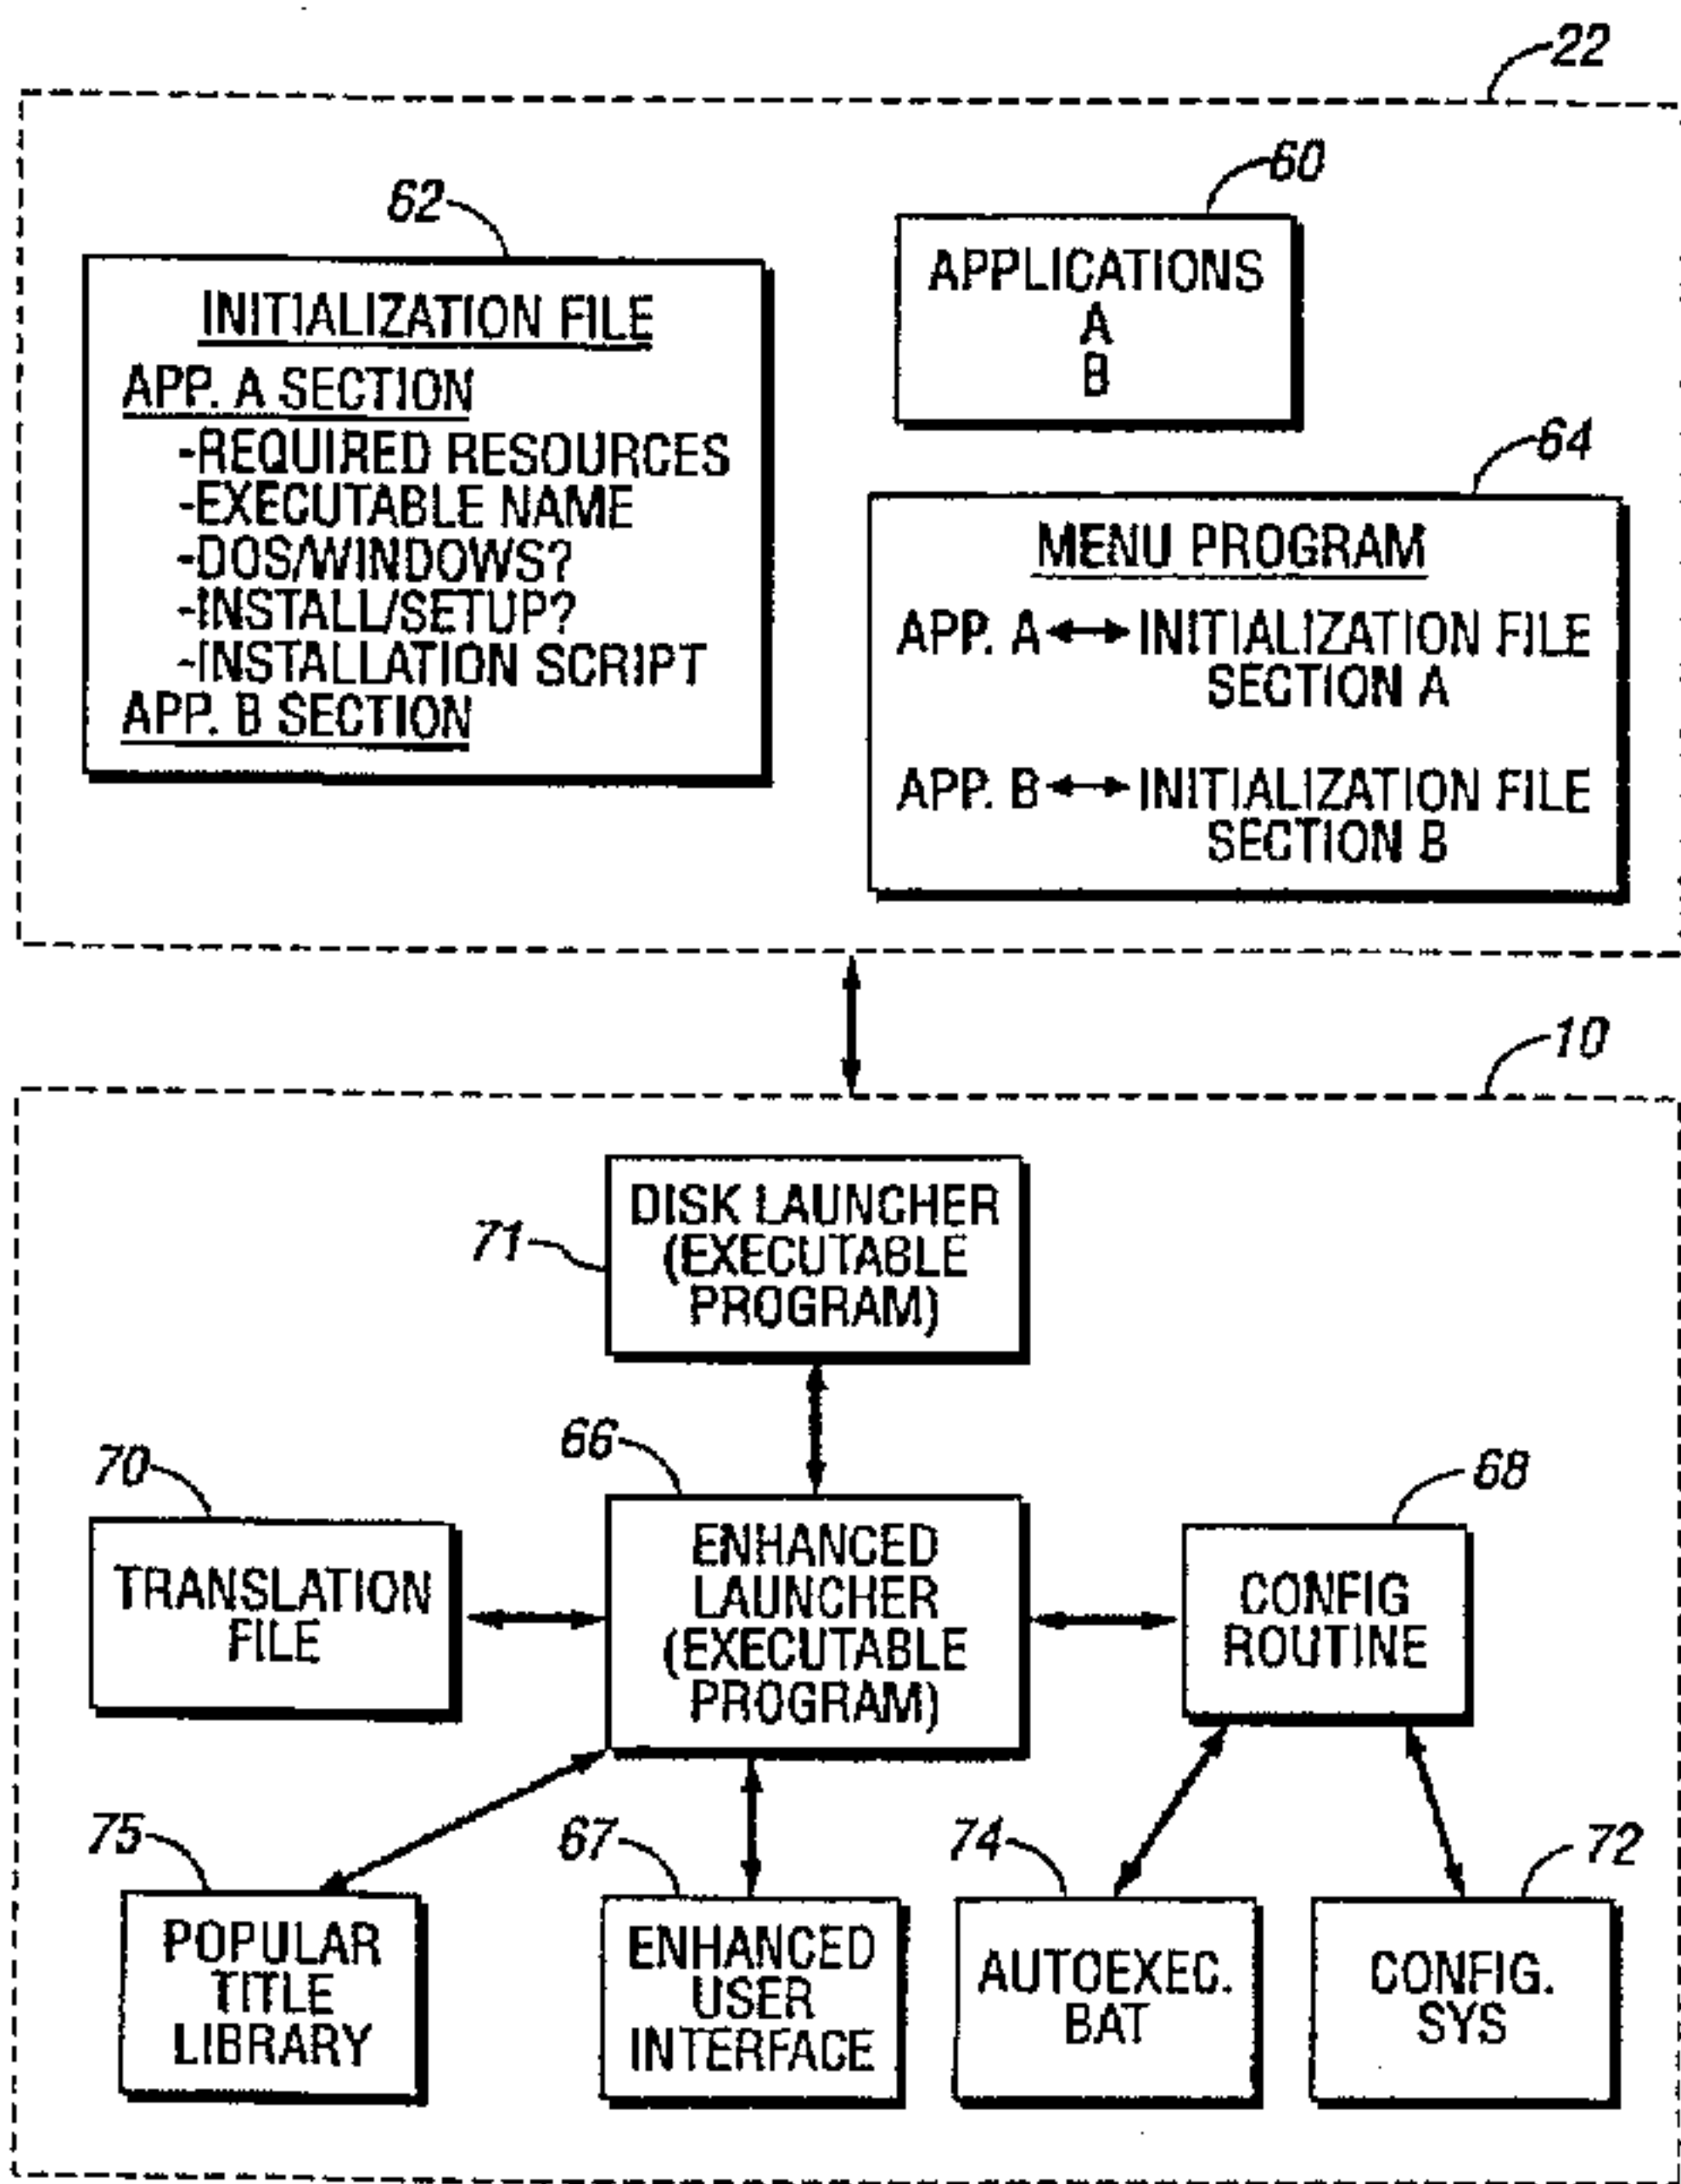 22
60
62
APPLICATIONS
A
B
INITIALIZATION FILE
APP. A SECTION
-REQUIRED RESOURCES
-EXECUTABLE NAME
-DOS/WINDOWS?
-INSTALL/SETUP?
-INSTALLATION SCRIPT
APP. B SECTION
64
MENU PROGRAM
APP. A INITIALIZATION FILE
SECTION A
APP. B INITIALIZATION FILE
SECTION B
10
71
DISK LAUNCHER
(EXECUTABLE
PROGRAM)
70
66
68
TRANSLATION
FILE
ENHANCED
LAUNCHER
(EXECUTABLE
PROGRAM)
CONFIG
ROUTINE
75
67
74
72
POPULAR
TITLE
LIBRARY
ENHANCED
USER
INTERFACE
AUTOEXEC.
BAT
CONFIG.
SYS